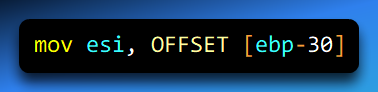 mov esi, OFFSET [ebp-30]